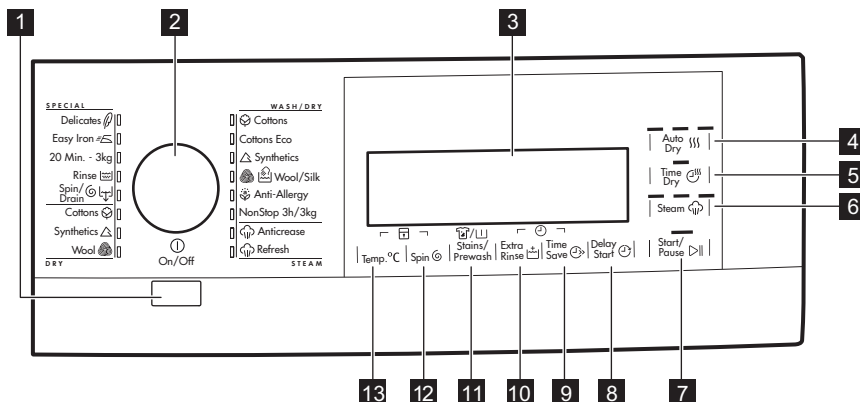 1
2
3
SPECIAL
Delicates
Easy Iron
20 Min. - 3kg
Rinse
Spin/
Drain
Cottons
Synthetics
Wool
DRY
On/Off
WASH/DRY
Cottons
Cottons Eco
Synthetics
Wool/Silk
Anti-Allergy
NonStop 3h/3kg
Anticrease
Refresh
STEAM
Temp.°C
Spin
Stains/
Prewash
Extra
Rinse
Time
Save
Delay
Start
Auto
Dry
4
Time
Dry
5
Steam
6
Start/
Pause
13
12
11
10
9
8
7